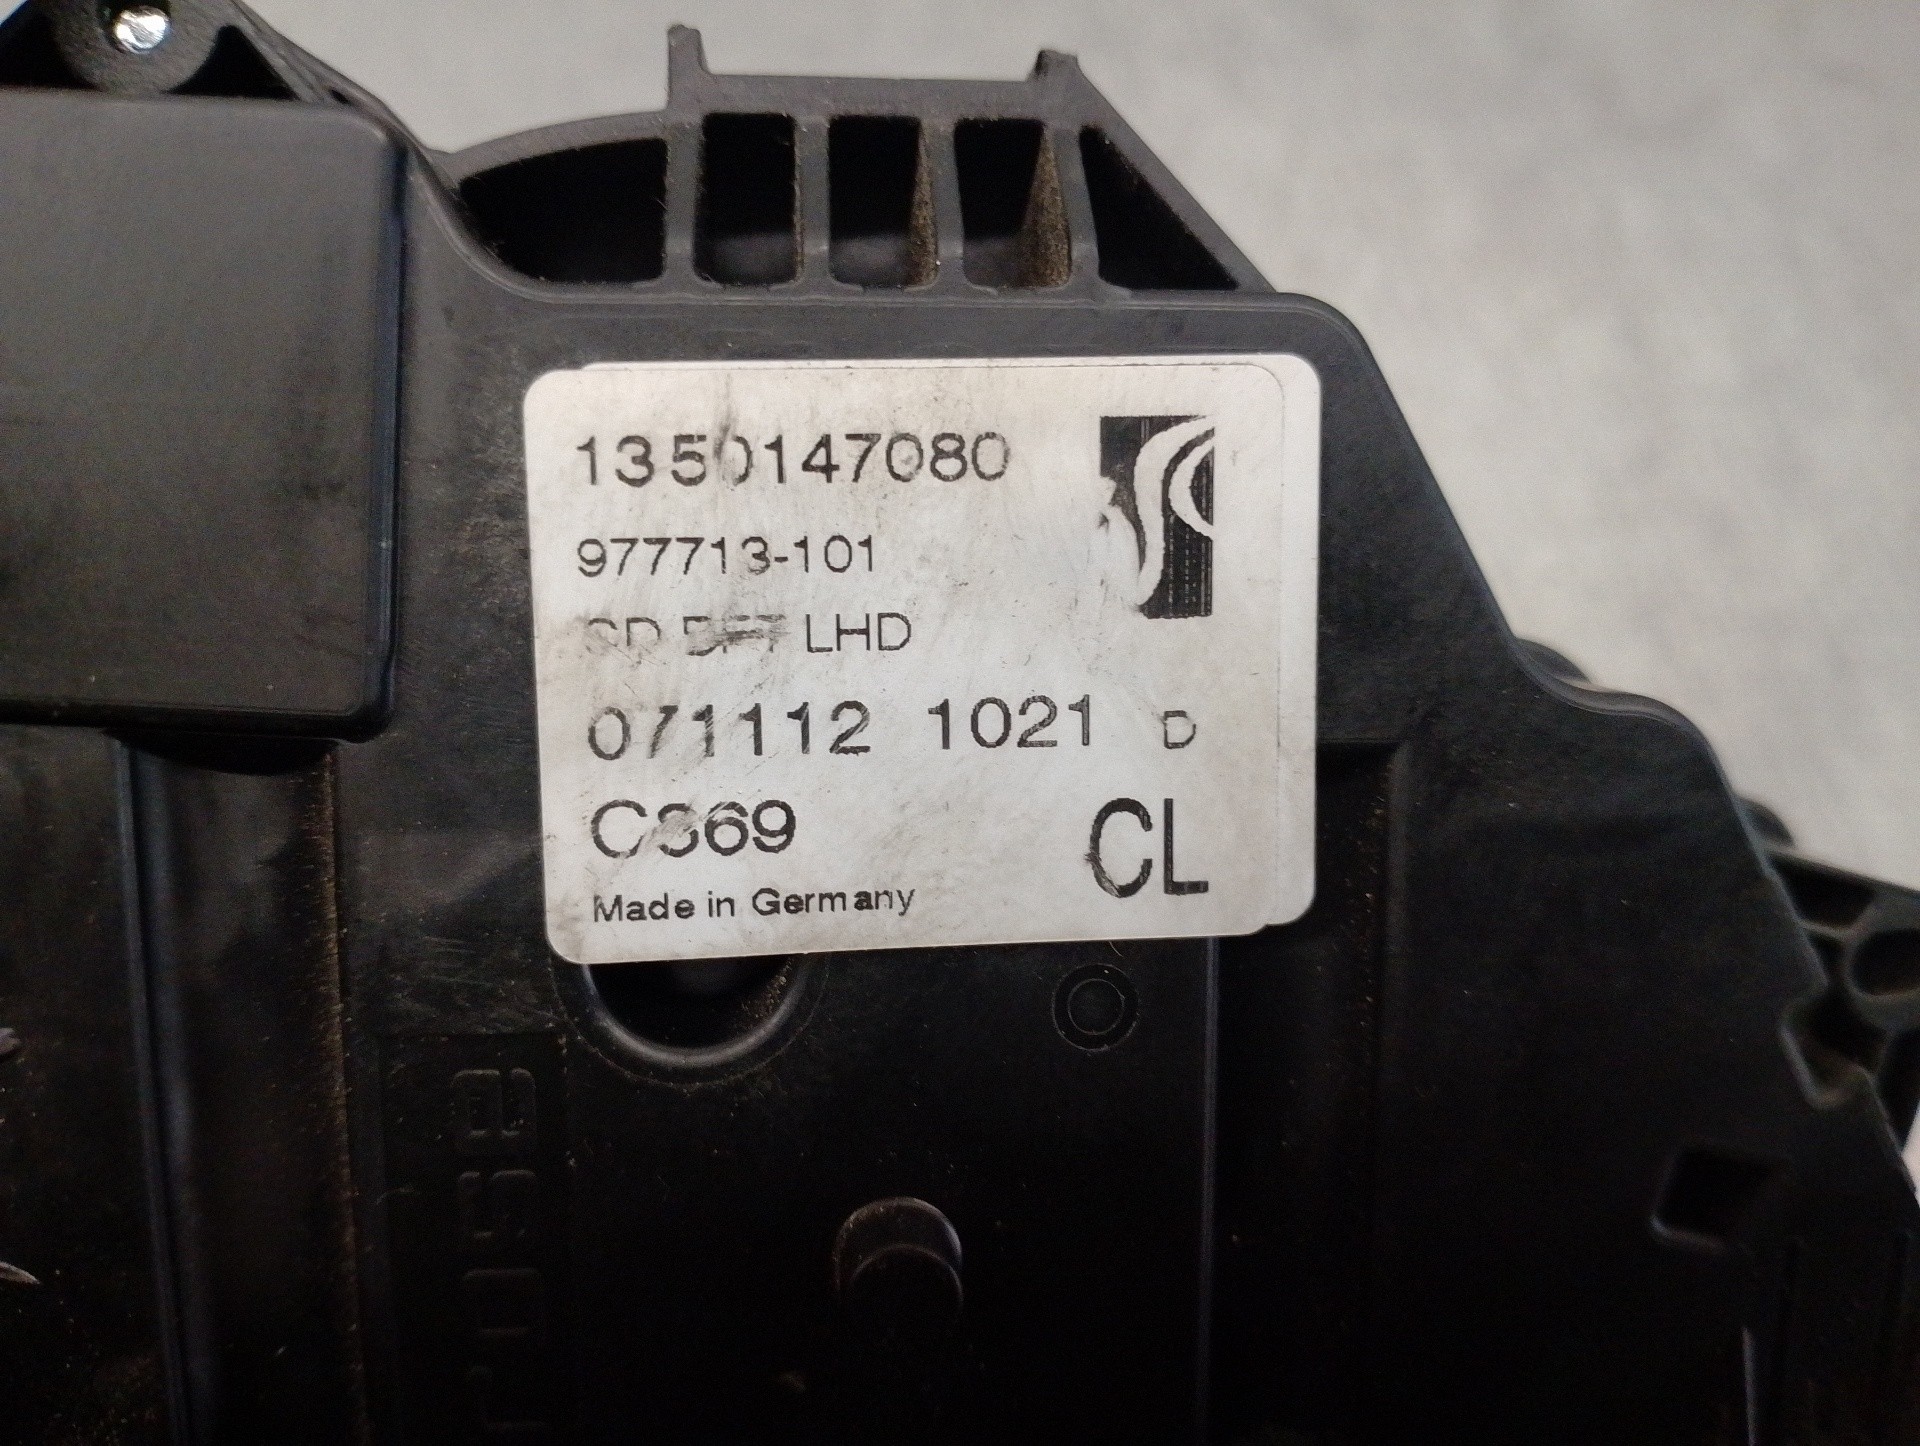 1350147080
977713-101
LHD
071112 1021 D
C369
CL
Made in Germany